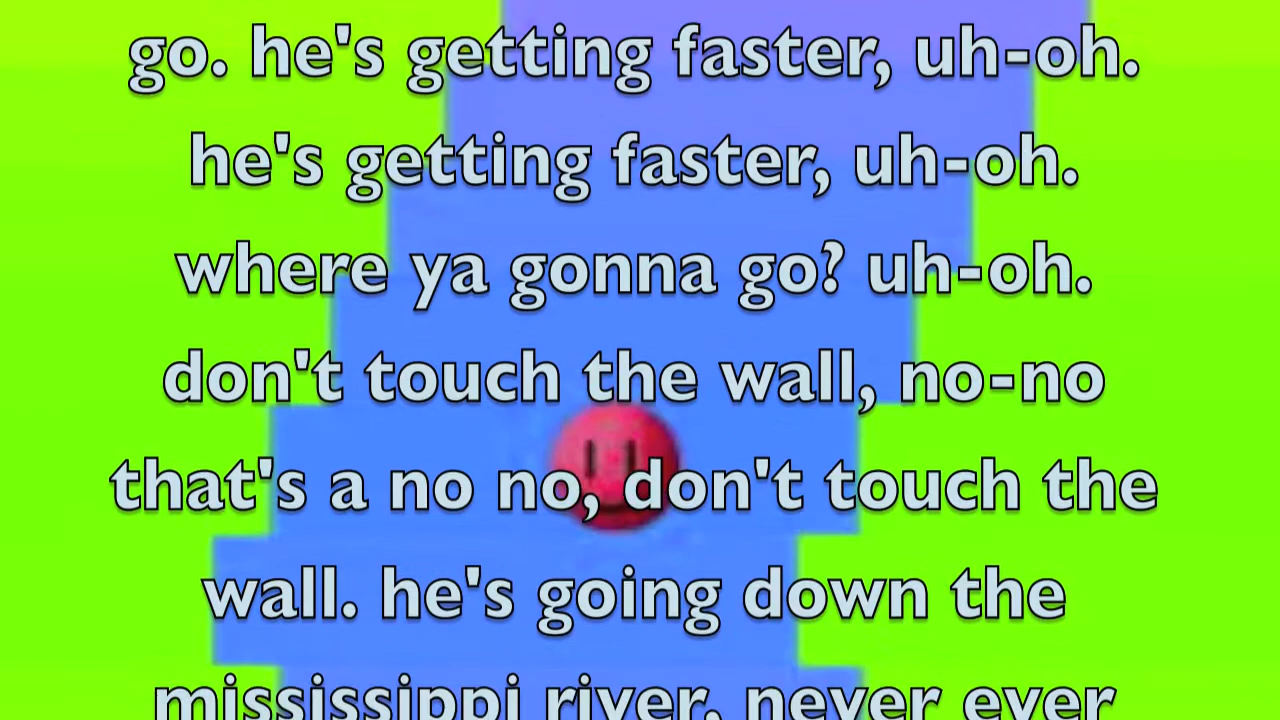 go. he's getting faster, uh-oh.
he's getting faster, uh-oh.
where ya gonna go? uh-oh.
don't touch the wall, no-no
that's a no no, don't touch the
wall. he's going down the
mississippi river, never ever